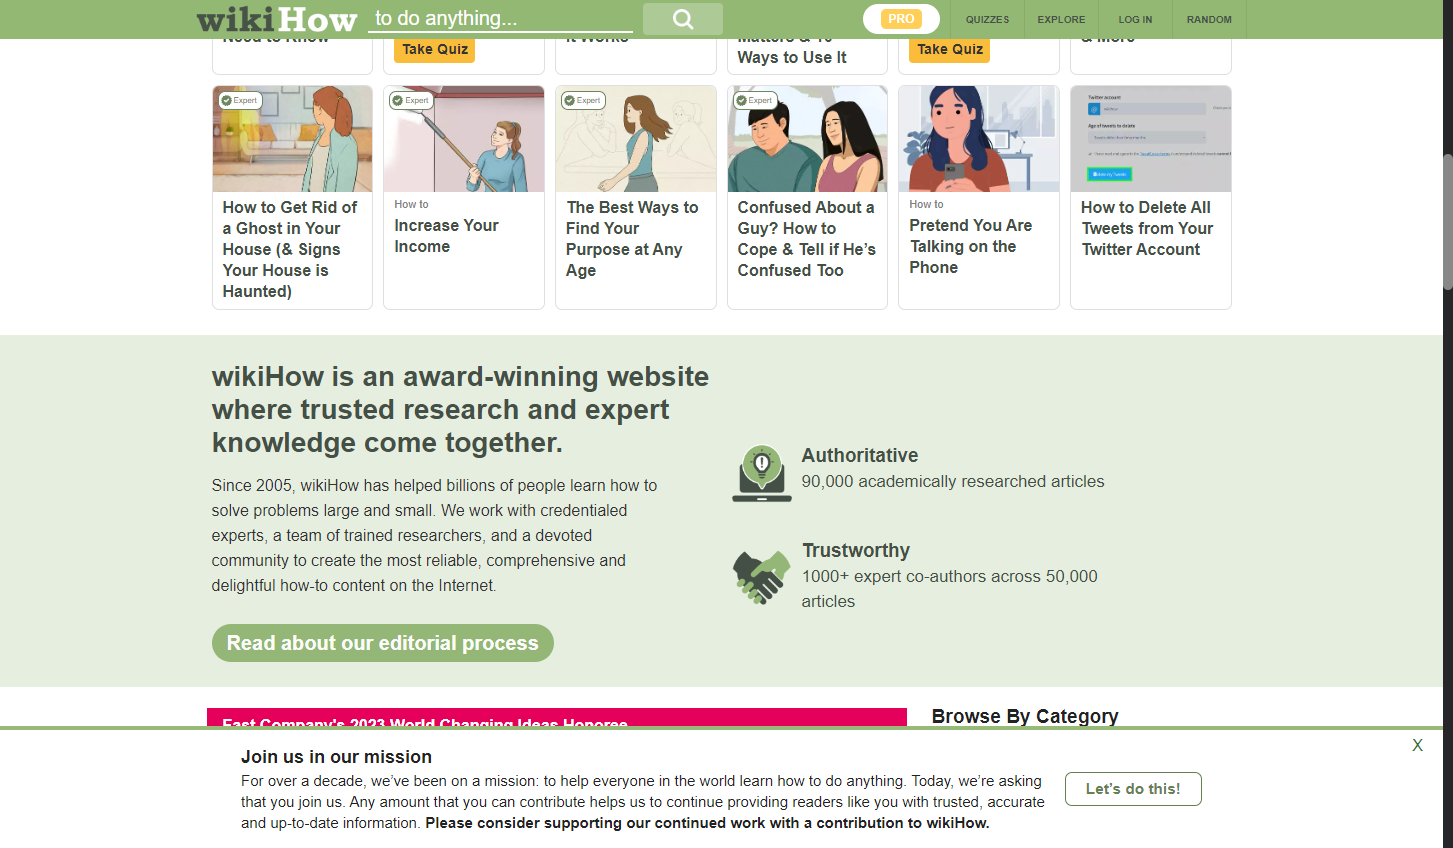 wikiHow to do anything...
PRO
QUIZZES
EXPLORE
LOG IN
RANDOM
Need to Know
Take Quiz
It Works
Matters & 10
Ways to Use It
Take Quiz
& More
Expert
How to Get Rid of
a Ghost in Your
House (& Signs
Your House is
Haunted)
Expert
How to
Increase Your
Income
Expert
The Best Ways to
Find Your
Purpose at Any
Age
Expert
Confused About a
Guy? How to
Cope & Tell if He's
Confused Too
How to
Pretend You Are
Talking on the
Phone
Twitter account
Age of tweets to delete
How to Delete All
Tweets from Your
Twitter Account
wikiHow is an award-winning website
where trusted research and expert
knowledge come together.
Since 2005, wikiHow has helped billions of people learn how to
solve problems large and small. We work with credentialed
experts, a team of trained researchers, and a devoted
community to create the most reliable, comprehensive and
delightful how-to content on the Internet.
Read about our editorial process
Authoritative
90,000 academically researched articles
Trustworthy
1000+ expert co-authors across 50,000
articles
Fast Company's 2023 World Changing Ideas Honoree
Browse By Category
X
Join us in our mission
For over a decade, we've been on a mission: to help everyone in the world learn how to do anything. Today, we're asking
that you join us. Any amount that you can contribute helps us to continue providing readers like you with trusted, accurate
and up-to-date information. Please consider supporting our continued work with a contribution to wikiHow.
Let's do this!